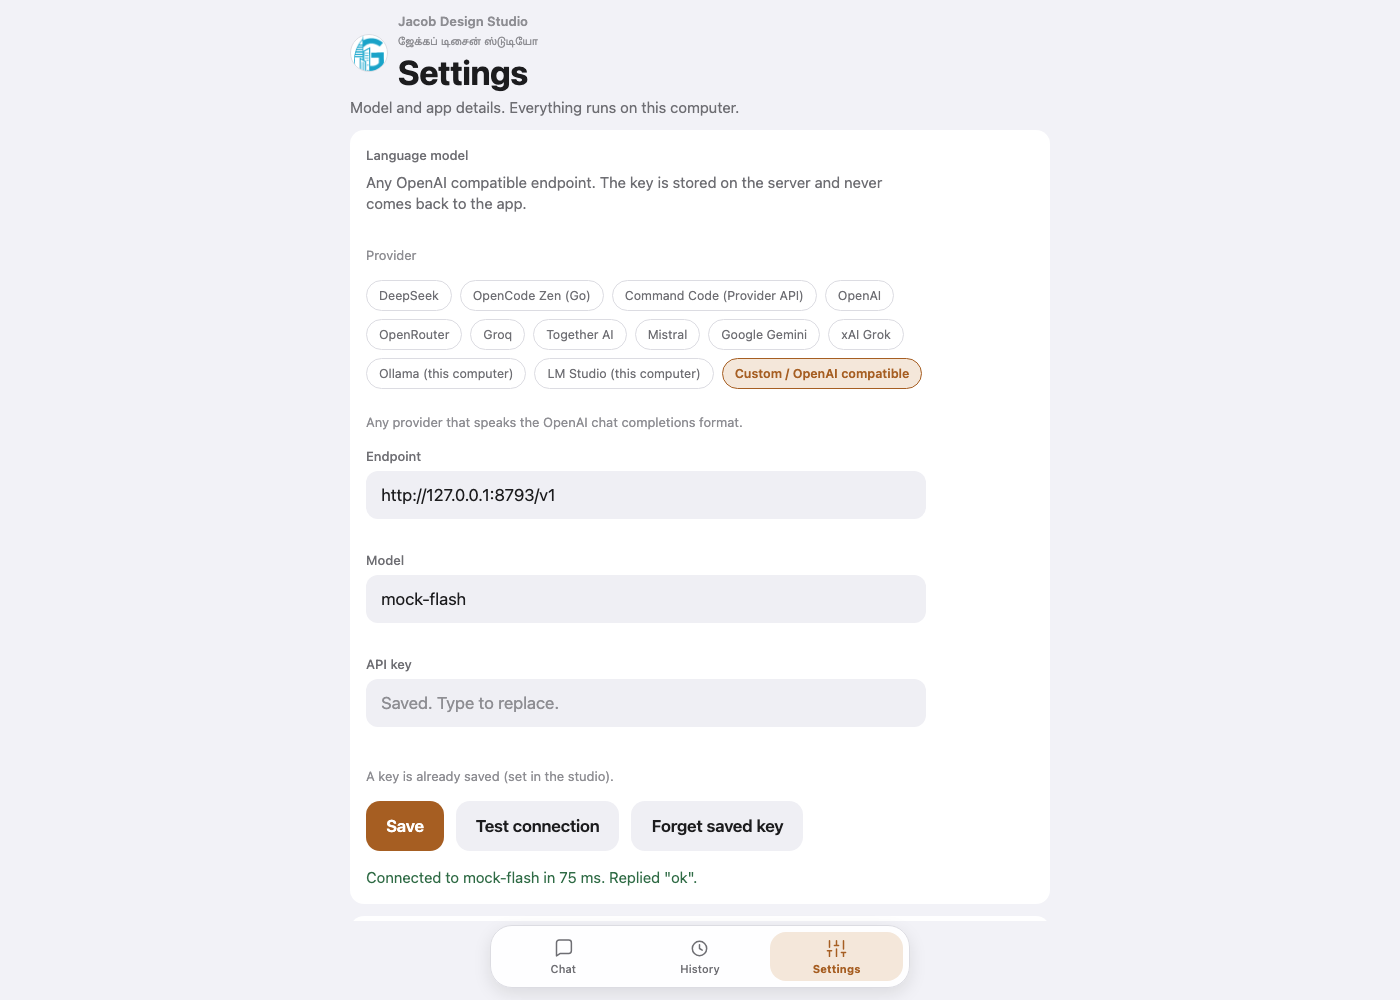 Jacob Design Studio
ஜேக்கப் டிசைன் ஸ்டுடியோ
Settings
Model and app details. Everything runs on this computer.
Language model
Any OpenAI compatible endpoint. The key is stored on the server and never
comes back to the app.
Provider
DeepSeek
OpenCode Zen (Go)
Command Code (Provider API)
OpenAI
OpenRouter
Groq
Together AI
Mistral
Google Gemini
xAI Grok
Ollama (this computer)
LM Studio (this computer)
Custom / OpenAI compatible
Any provider that speaks the OpenAI chat completions format.
Endpoint
http://127.0.0.1:8793/v1
Model
mock-flash
API key
Saved. Type to replace.
A key is already saved (set in the studio).
Save
Test connection
Forget saved key
Connected to mock-flash in 75 ms. Replied "ok".
Chat
History
Settings